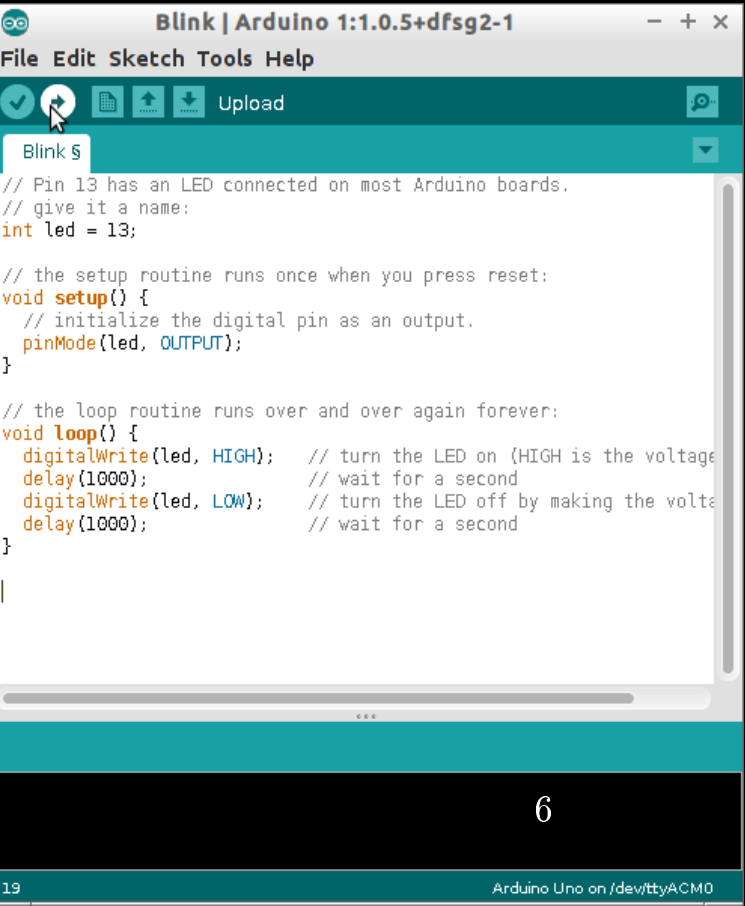 Blink | Arduino 1:1.0.5+dfsg2-1
File Edit Sketch Tools Help
Upload
Blink §
// Pin 13 has an LED connected on most Arduino boards.
// give it a name:
int led = 13;
// the setup routine runs once when you press reset:
void setup() {
// initialize the digital pin as an output.
pinMode(led, OUTPUT);
}
// the loop routine runs over and over again forever:
void loop() {
digitalWrite(led, HIGH); // turn the LED on (HIGH is the voltage
delay(1000); // wait for a second
digitalWrite(led, LOW); // turn the LED off by making the volta
delay(1000); // wait for a second
}
6
19 Arduino Uno on /dev/ttyACM0